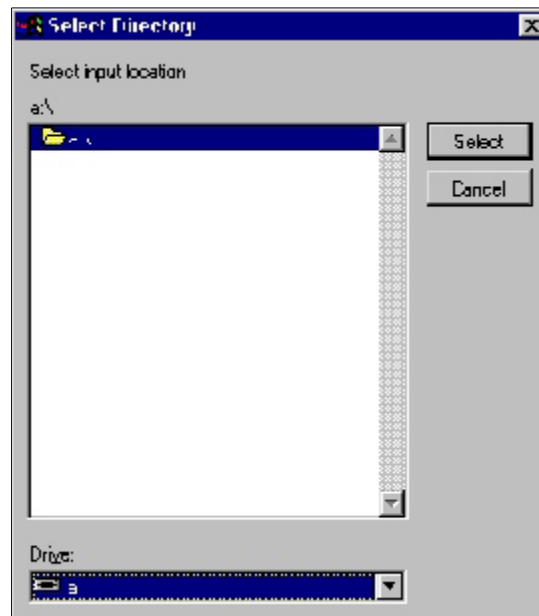 Select Directory
Select input location
a:\
Select
Cancel
Drive:
a